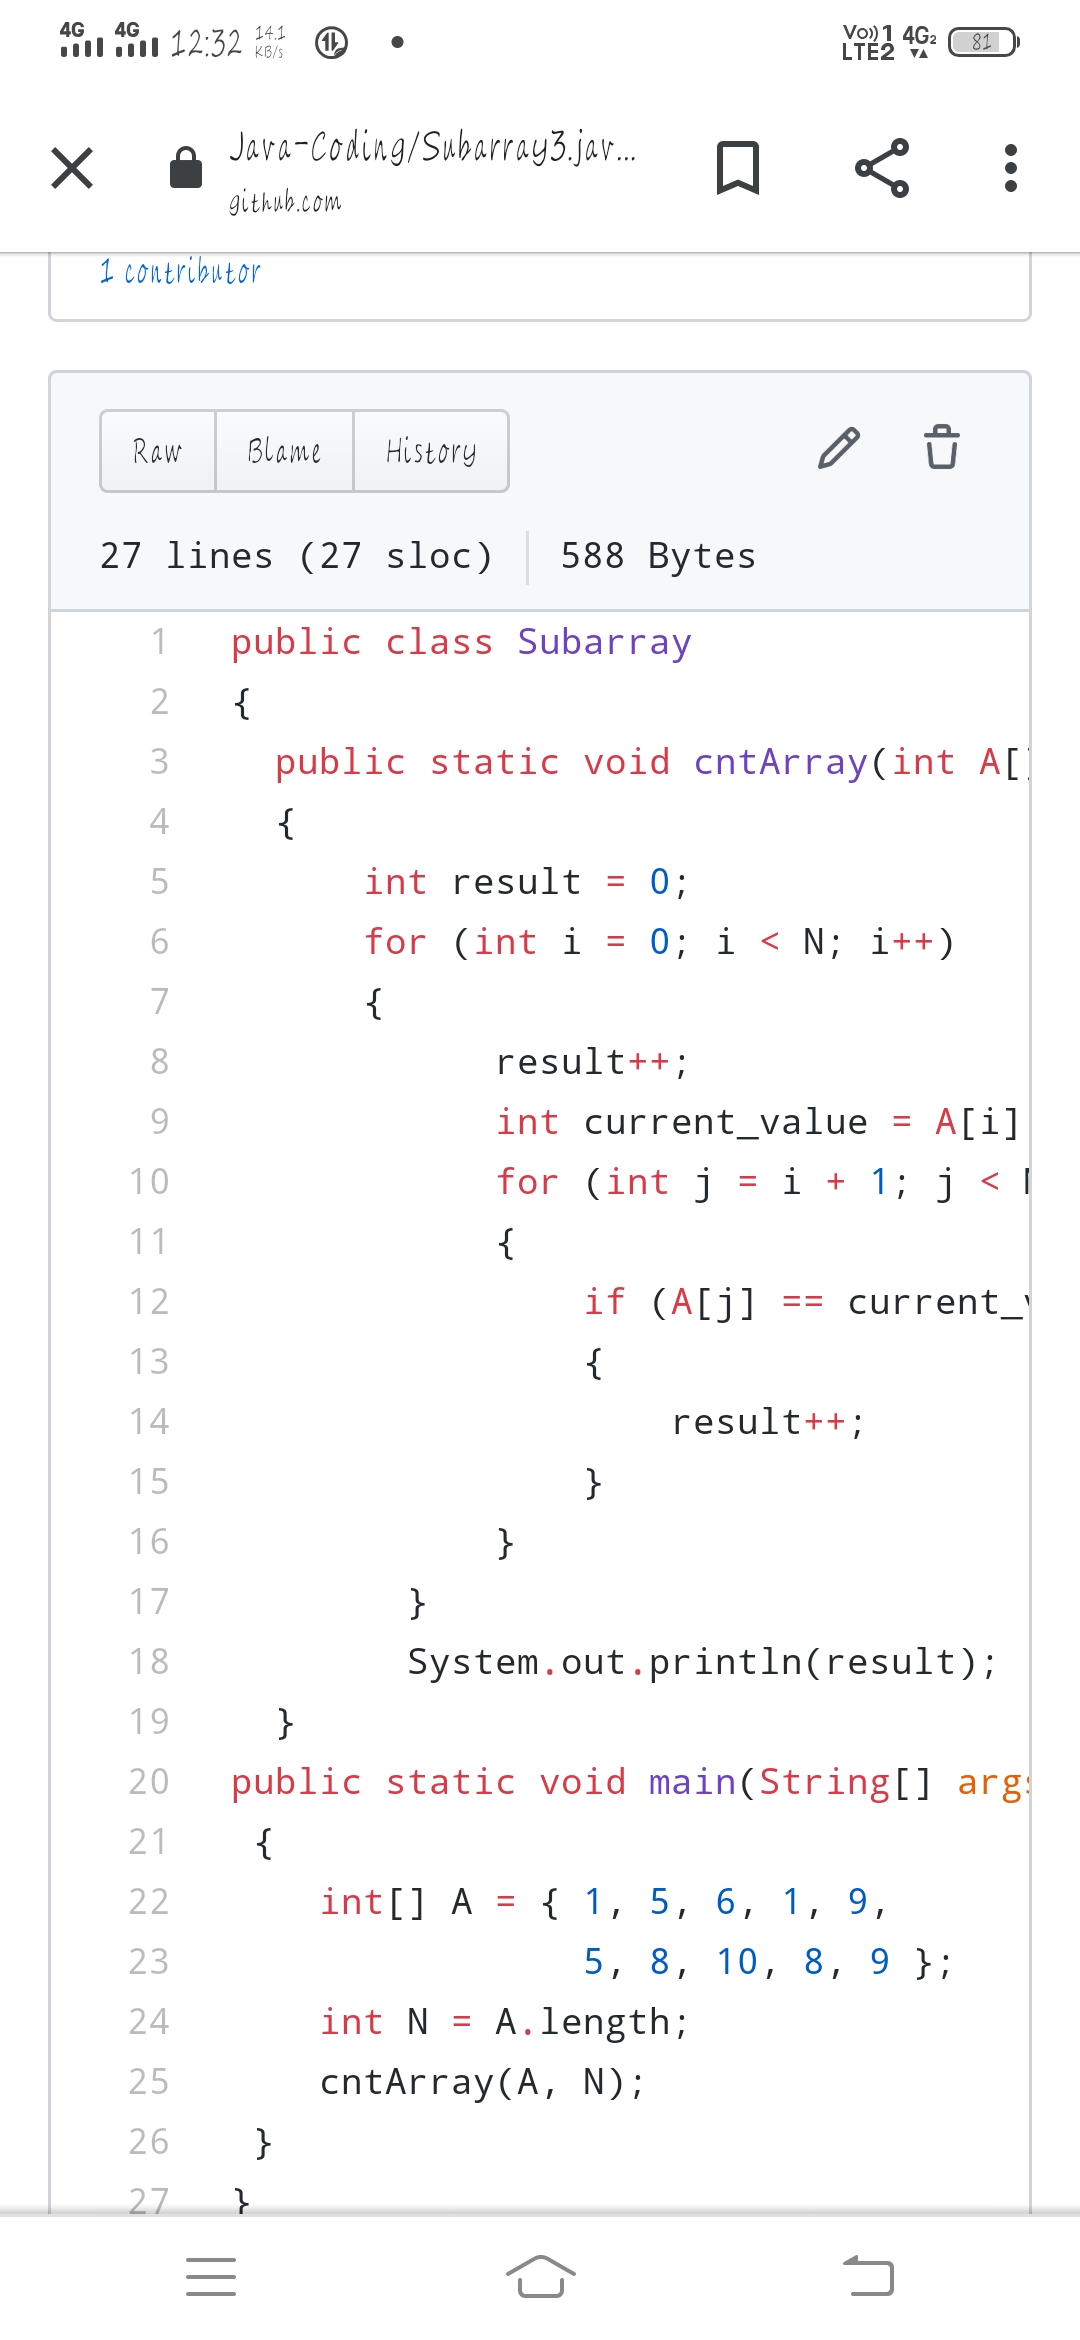 4G 4G 12:32 14.1 KB/s Vo)) 1 LTE2 4G2 81
Java-Coding/Subarray3.jav...
github.com
1 contributor
Raw Blame History
27 lines (27 sloc) 588 Bytes
1 public class Subarray
2 {
3 public static void cntArray(int A[
4 {
5 int result = 0;
6 for (int i = 0; i < N; i++)
7 {
8 result++;
9 int current_value = A[i]
10 for (int j = i + 1; j <
11 {
12 if (A[j] == current_
13 {
14 result++;
15 }
16 }
17 }
18 System.out.println(result);
19 }
20 public static void main(String[] args
21 {
22 int[] A = { 1, 5, 6, 1, 9,
23 5, 8, 10, 8, 9 };
24 int N = A.length;
25 cntArray(A, N);
26 }
27 }